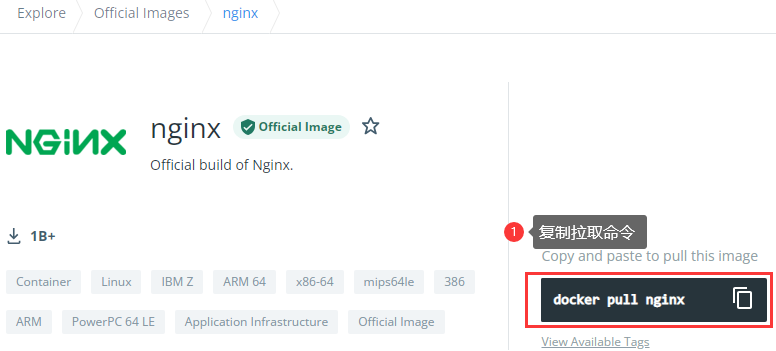 Explore Official Images nginx
NGINX
nginx Official Image
Official build of Nginx.
1B+
Container Linux IBM Z ARM 64 x86-64 mips64le 386
ARM PowerPC 64 LE Application Infrastructure Official Image
1 复制拉取命令
Copy and paste to pull this image
docker pull nginx
View Available Tags